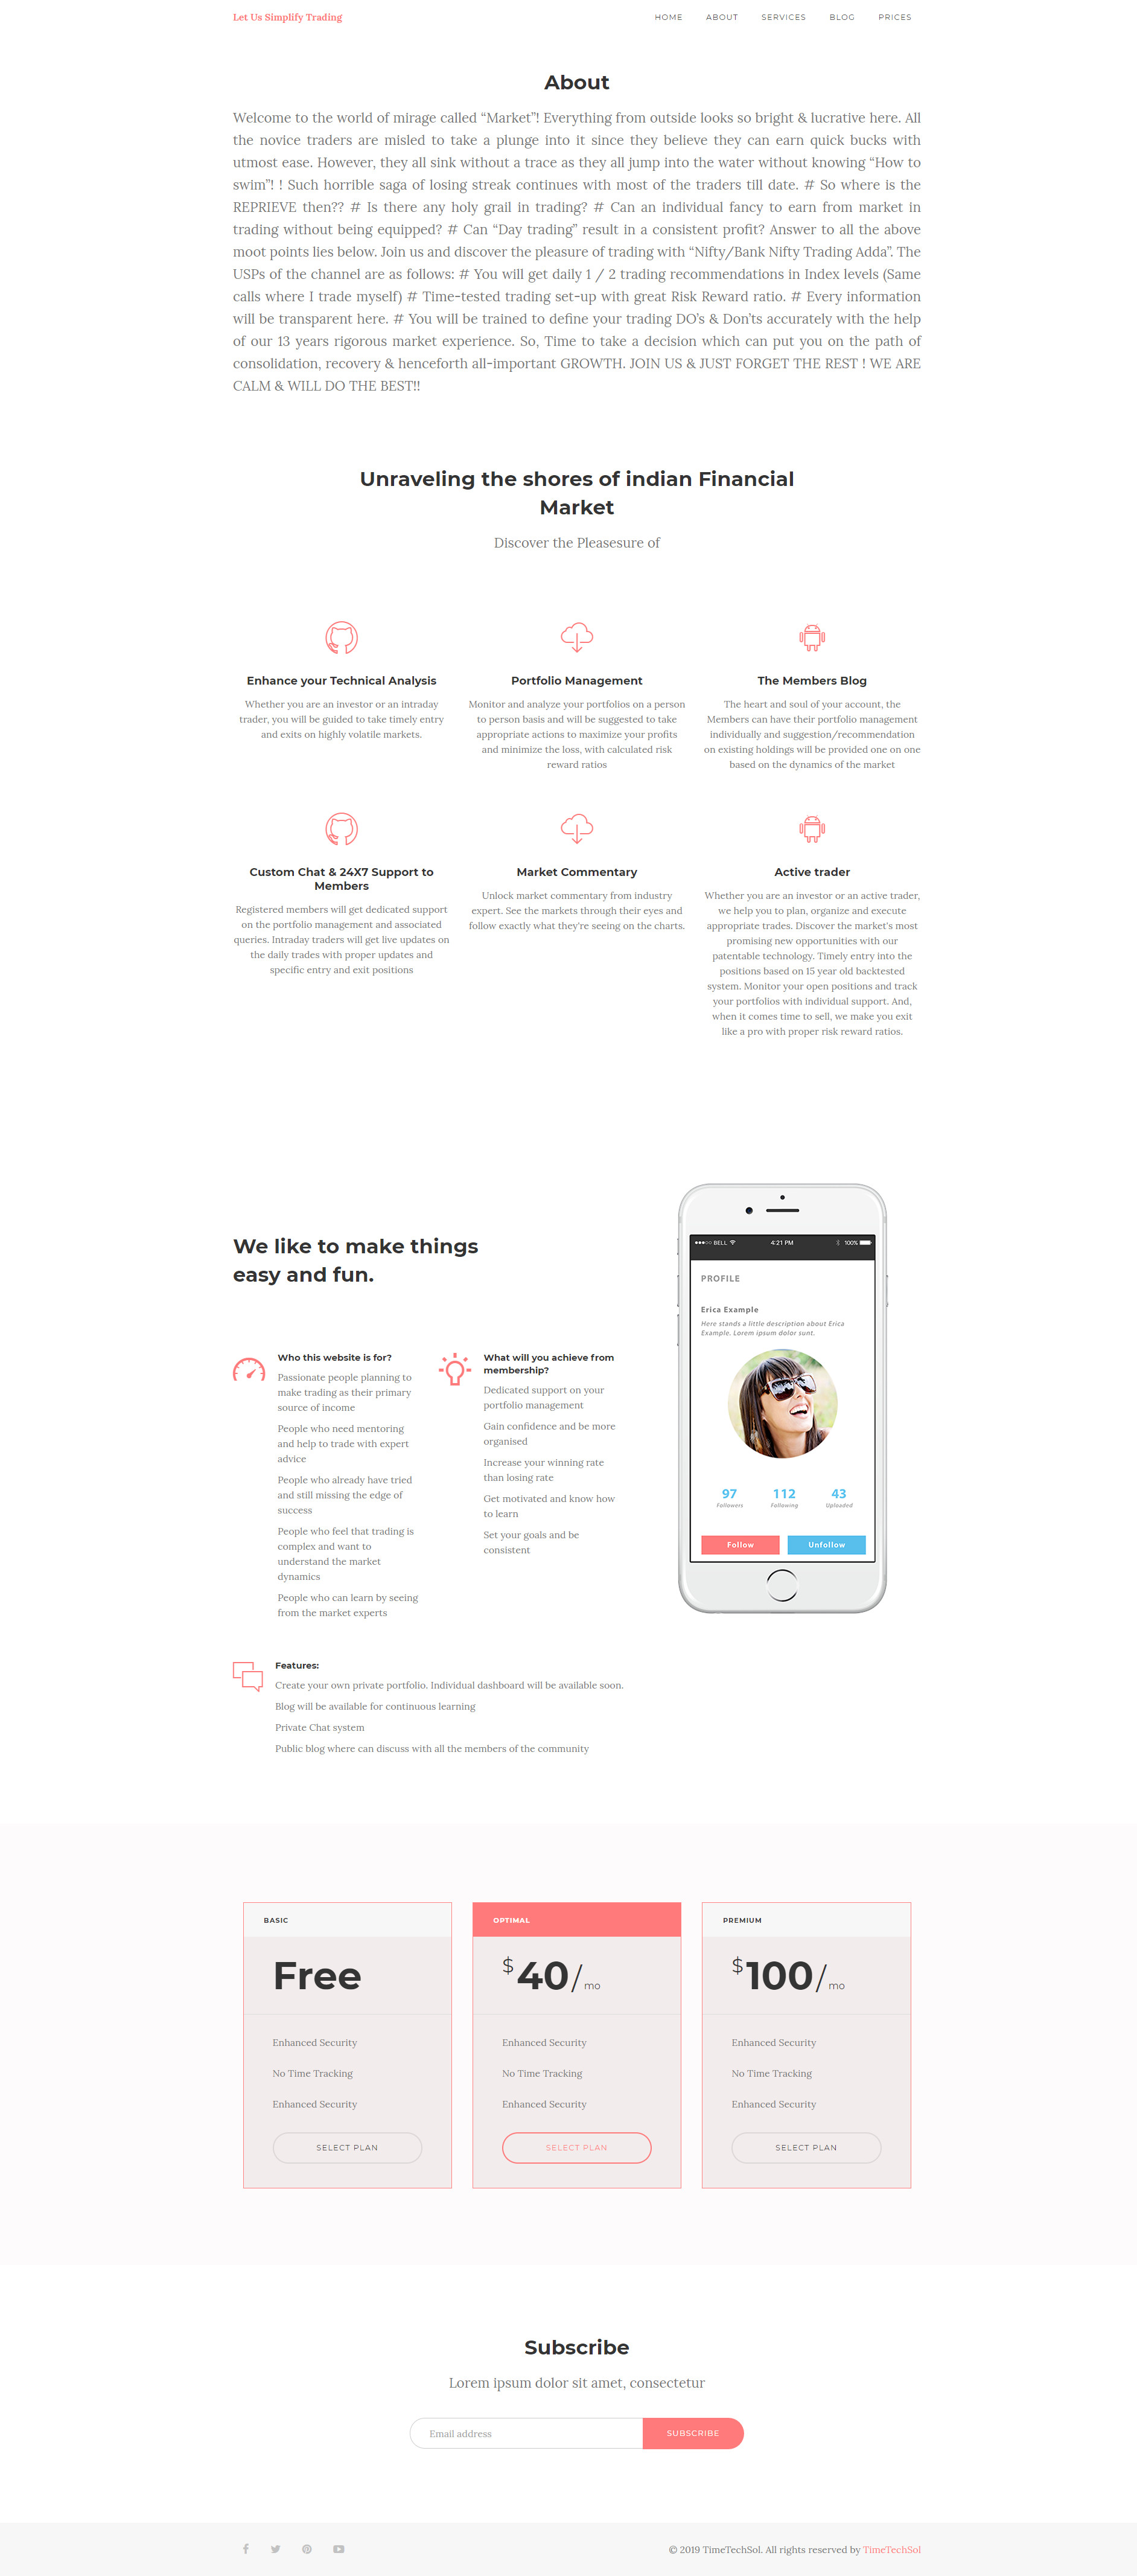 Let Us Simplify Trading
HOME ABOUT SERVICES BLOG PRICES
About
Welcome to the world of mirage called “Market”! Everything from outside looks so bright & lucrative here. All
the novice traders are misled to take a plunge into it since they believe they can earn quick bucks with
utmost ease. However, they all sink without a trace as they all jump into the water without knowing “How to
swim”! ! Such horrible saga of losing streak continues with most of the traders till date. # So where is the
REPRIEVE then?? # Is there any holy grail in trading? # Can an individual fancy to earn from market in
trading without being equipped? # Can “Day trading” result in a consistent profit? Answer to all the above
moot points lies below. Join us and discover the pleasure of trading with “Nifty/Bank Nifty Trading Adda”. The
USPs of the channel are as follows: # You will get daily 1 / 2 trading recommendations in Index levels (Same
calls where I trade myself) # Time-tested trading set-up with great Risk Reward ratio. # Every information
will be transparent here. # You will be trained to define your trading DO’s & Don’ts accurately with the help
of our 13 years rigorous market experience. So, Time to take a decision which can put you on the path of
consolidation, recovery & henceforth all-important GROWTH. JOIN US & JUST FORGET THE REST ! WE ARE
CALM & WILL DO THE BEST!!
Unraveling the shores of indian Financial
Market
Discover the Pleasesure of
Enhance your Technical Analysis
Whether you are an investor or an intraday
trader, you will be guided to take timely entry
and exits on highly volatile markets.
Portfolio Management
Monitor and analyze your portfolios on a person
to person basis and will be suggested to take
appropriate actions to maximize your profits
and minimize the loss, with calculated risk
reward ratios
The Members Blog
The heart and soul of your account, the
Members can have their portfolio management
individually and suggestion/recommendation
on existing holdings will be provided one on one
based on the dynamics of the market
Custom Chat & 24X7 Support to
Members
Registered members will get dedicated support
on the portfolio management and associated
queries. Intraday traders will get live updates on
the daily trades with proper updates and
specific entry and exit positions
Market Commentary
Unlock market commentary from industry
expert. See the markets through their eyes and
follow exactly what they're seeing on the charts.
Active trader
Whether you are an investor or an active trader,
we help you to plan, organize and execute
appropriate trades. Discover the market's most
promising new opportunities with our
patentable technology. Timely entry into the
positions based on 15 year old backtested
system. Monitor your open positions and track
your portfolios with individual support. And,
when it comes time to sell, we make you exit
like a pro with proper risk reward ratios.
We like to make things
easy and fun.
Who this website is for?
Passionate people planning to
make trading as their primary
source of income
People who need mentoring
and help to trade with expert
advice
People who already have tried
and still missing the edge of
success
People who feel that trading is
complex and want to
understand the market
dynamics
People who can learn by seeing
from the market experts
What will you achieve from
membership?
Dedicated support on your
portfolio management
Gain confidence and be more
organised
Increase your winning rate
than losing rate
Get motivated and know how
to learn
Set your goals and be
consistent
Features:
Create your own private portfolio. Individual dashboard will be available soon.
Blog will be available for continuous learning
Private Chat system
Public blog where can discuss with all the members of the community
BELL 4:21 PM 100%
PROFILE
Erica Example
Here stands a little description about Erica
Example. Lorem ipsum dolor sunt.
97 112 43
Followers Following Uploaded
Follow Unfollow
BASIC
Free
Enhanced Security
No Time Tracking
Enhanced Security
SELECT PLAN
OPTIMAL
$40/mo
Enhanced Security
No Time Tracking
Enhanced Security
SELECT PLAN
PREMIUM
$100/mo
Enhanced Security
No Time Tracking
Enhanced Security
SELECT PLAN
Subscribe
Lorem ipsum dolor sit amet, consectetur
Email address SUBSCRIBE
© 2019 TimeTechSol. All rights reserved by TimeTechSol